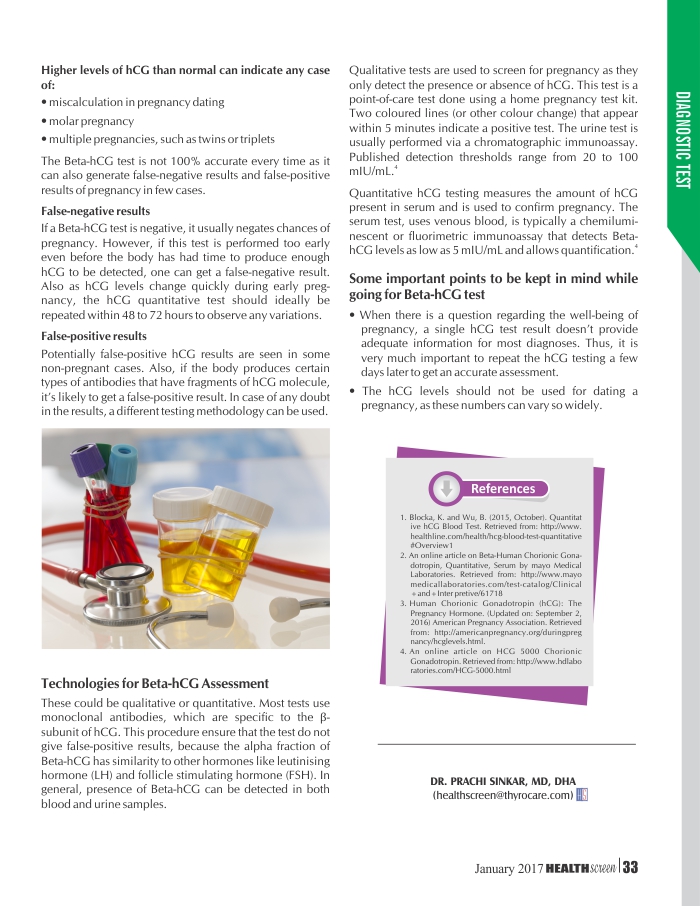 Higher levels of hCG than normal can indicate any case
of:
• miscalculation in pregnancy dating
• molar pregnancy
• multiple pregnancies, such as twins or triplets
The Beta-hCG test is not 100% accurate every time as it
can also generate false-negative results and false-positive
results of pregnancy in few cases.
False-negative results
If a Beta-hCG test is negative, it usually negates chances of
pregnancy. However, if this test is performed too early
even before the body has had time to produce enough
hCG to be detected, one can get a false-negative result.
Also as hCG levels change quickly during early preg-
nancy, the hCG quantitative test should ideally be
repeated within 48 to 72 hours to observe any variations.
False-positive results
Potentially false-positive hCG results are seen in some
non-pregnant cases. Also, if the body produces certain
types of antibodies that have fragments of hCG molecule,
it's likely to get a false-positive result. In case of any doubt
in the results, a different testing methodology can be used.
Technologies for Beta-hCG Assessment
These could be qualitative or quantitative. Most tests use
monoclonal antibodies, which are specific to the β-
subunit of hCG. This procedure ensure that the test do not
give false-positive results, because the alpha fraction of
Beta-hCG has similarity to other hormones like leutinising
hormone (LH) and follicle stimulating hormone (FSH). In
general, presence of Beta-hCG can be detected in both
blood and urine samples.
Qualitative tests are used to screen for pregnancy as they
only detect the presence or absence of hCG. This test is a
point-of-care test done using a home pregnancy test kit.
Two coloured lines (or other colour change) that appear
within 5 minutes indicate a positive test. The urine test is
usually performed via a chromatographic immunoassay.
Published detection thresholds range from 20 to 100
mIU/mL.4
Quantitative hCG testing measures the amount of hCG
present in serum and is used to confirm pregnancy. The
serum test, uses venous blood, is typically a chemilumi-
nescent or fluorimetric immunoassay that detects Beta-
hCG levels as low as 5 mIU/mL and allows quantification.4
Some important points to be kept in mind while
going for Beta-hCG test
• When there is a question regarding the well-being of
pregnancy, a single hCG test result doesn't provide
adequate information for most diagnoses. Thus, it is
very much important to repeat the hCG testing a few
days later to get an accurate assessment.
• The hCG levels should not be used for dating a
pregnancy, as these numbers can vary so widely.
References
1. Blocka, K. and Wu, B. (2015, October). Quantitat
ive hCG Blood Test. Retrieved from: http://www.
healthline.com/health/hcg-blood-test-quantitative
#Overview1
2. An online article on Beta-Human Chorionic Gona-
dotropin, Quantitative, Serum by mayo Medical
Laboratories. Retrieved from: http://www.mayo
medicallaboratories.com/test-catalog/Clinical
+and+Inter pretive/61718
3. Human Chorionic Gonadotropin (hCG): The
Pregnancy Hormone. (Updated on: September 2,
2016) American Pregnancy Association. Retrieved
from: http://americanpregnancy.org/duringpreg
nancy/hcglevels.html.
4. An online article on HCG 5000 Chorionic
Gonadotropin. Retrieved from: http://www.hdlabo
ratories.com/HCG-5000.html
DR. PRACHI SINKAR, MD, DHA
(healthscreen@thyrocare.com)
DIAGNOSTIC TEST
January 2017 HEALTHscreen 33